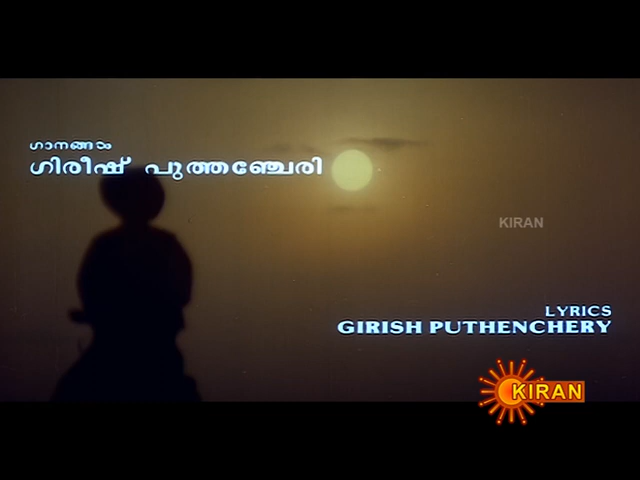 ഗാനങ്ങൾ
ഗിരീഷ് പുത്തഞ്ചേരി
KIRAN
LYRICS
GIRISH PUTHENCHERY
KIRAN